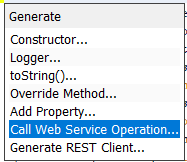 Generate
Constructor...
Logger...
toString()...
Override Method...
Add Property...
Call Web Service Operation...
Generate REST Client...